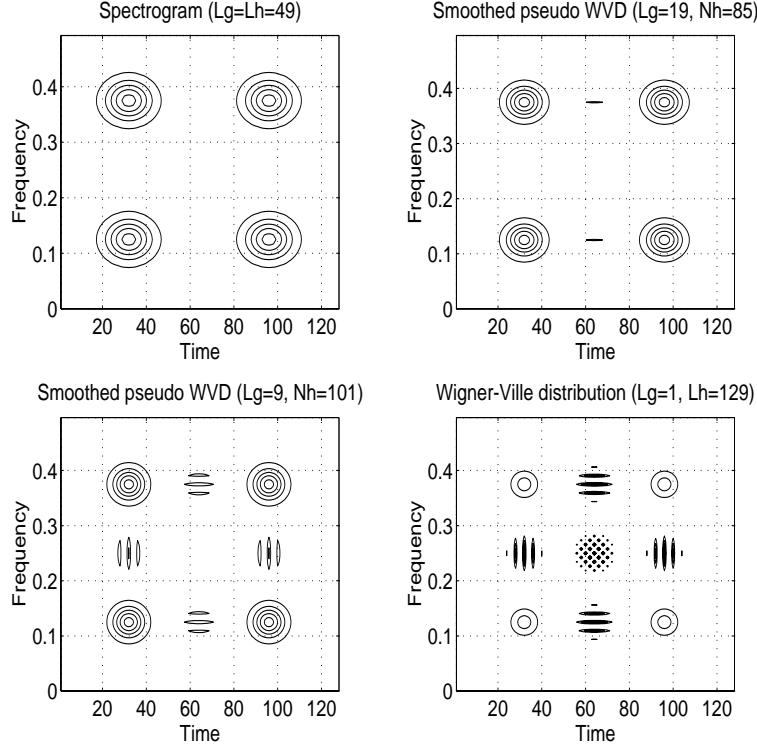 Spectrogram (Lg=Lh=49)
Frequency
0.4
0.3
0.2
0.1
0
20 40 60 80 100 120
Time
Smoothed pseudo WVD (Lg=19, Nh=85)
Frequency
0.4
0.3
0.2
0.1
0
20 40 60 80 100 120
Time
Smoothed pseudo WVD (Lg=9, Nh=101)
Frequency
0.4
0.3
0.2
0.1
0
20 40 60 80 100 120
Time
Wigner-Ville distribution (Lg=1, Lh=129)
Frequency
0.4
0.3
0.2
0.1
0
20 40 60 80 100 120
Time